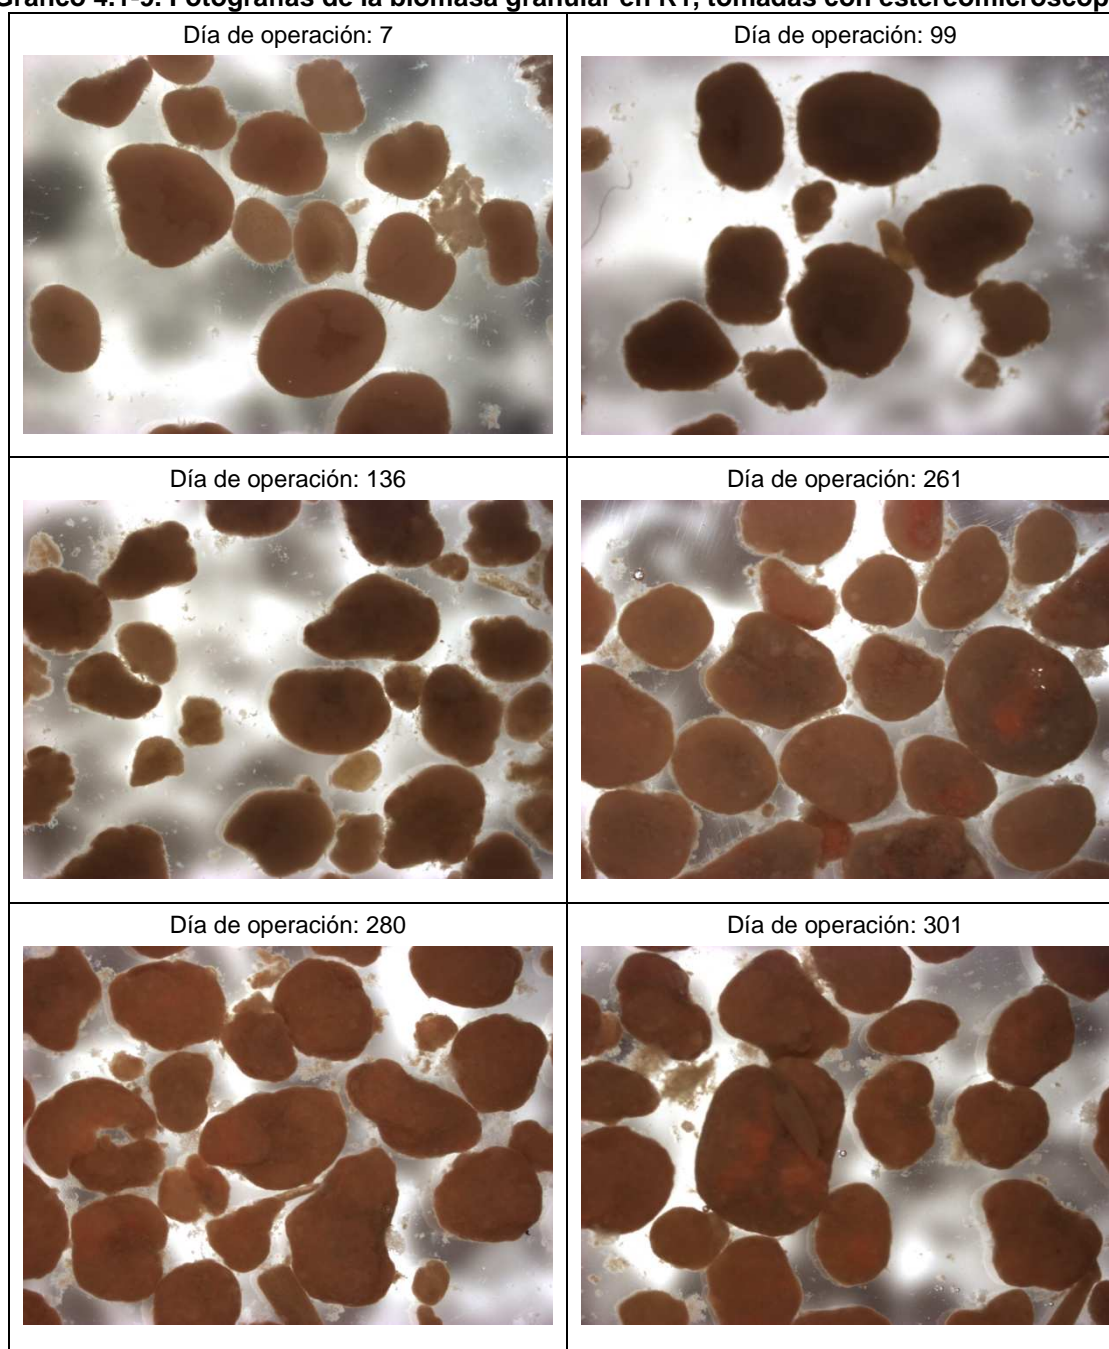 Gráfico 4.1-9. Fotografías de la biomasa granular en R1, tomadas con estereomicroscop
Día de operación: 7
Día de operación: 99
Día de operación: 136
Día de operación: 261
Día de operación: 280
Día de operación: 301